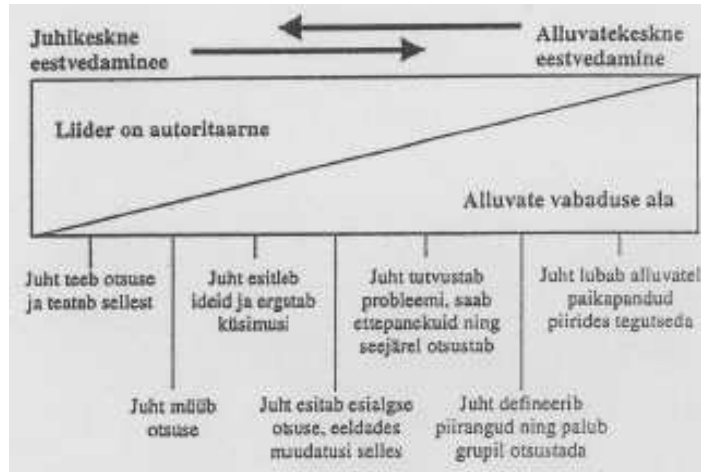 Juhikeskne
eestvedaminee
Alluvatekeskne
eestvedamine
Liider on autoritaarne
Alluvate vabaduse ala
Juht teeb otsuse
ja teatab sellest
Juht esitleb
ideid ja ergutab
küsimusi
Juht tutvustab
probleemi, saab
ettepanekuid ning
seejärel otsustab
Juht lubab alluvatel
paikapandud
piirides tegutseda
Juht müüb
otsuse
Juht esitab esialgse
otsuse, eeldades
muudatusi selles
Juht defineerib
piirangud ning palub
grupil otsustada